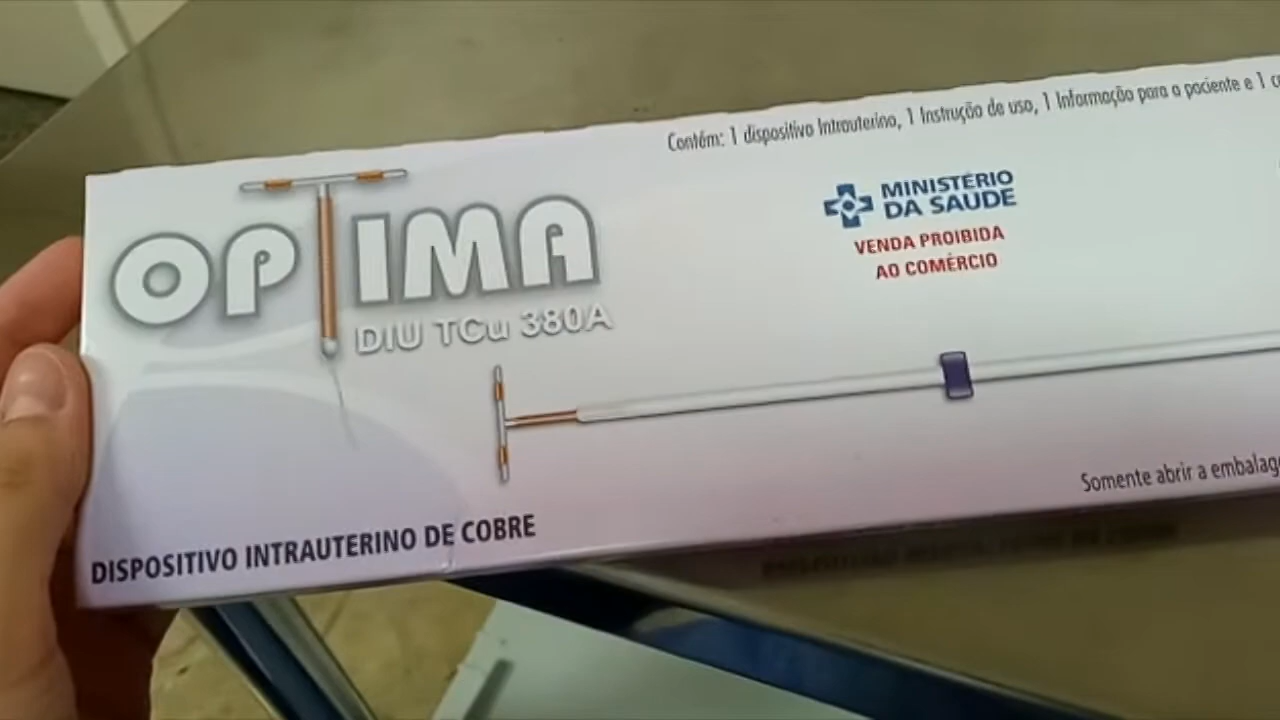 Contém: 1 dispositivo Intrauterino, 1 Instrução de uso, 1 Informação para a paciente e 1
MINISTÉRIO
DA SAÚDE
VENDA PROIBIDA
AO COMÉRCIO
OPTIMA
DIU TCu 380A
Somente abrir a
DISPOSITIVO INTRAUTERINO DE COBRE